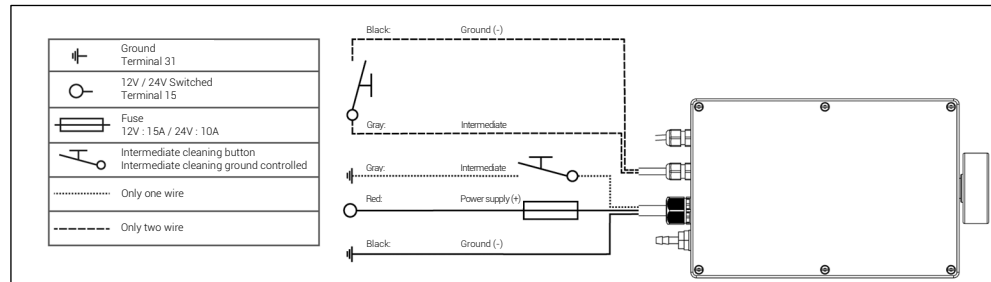 Ground
Terminal 31
12V / 24V Switched
Terminal 15
Fuse
12V : 15A / 24V : 10A
Intermediate cleaning button
Intermediate cleaning ground controlled
Only one wire
Only two wire
Black: Ground (-)
Gray: Intermediate
Gray: Intermediate
Red: Power supply (+)
Black: Ground (-)